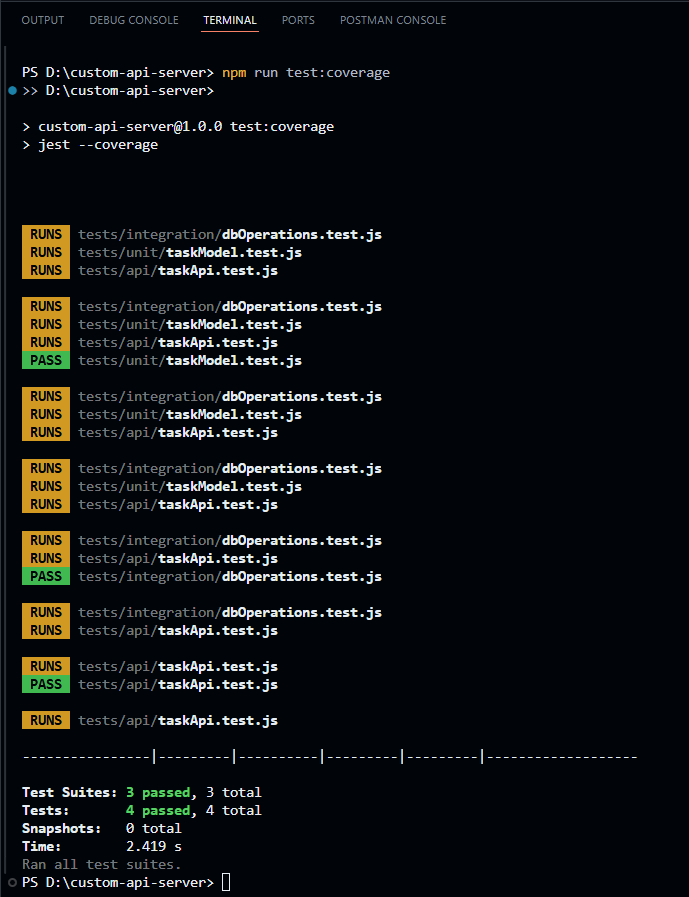 OUTPUT DEBUG CONSOLE TERMINAL PORTS POSTMAN CONSOLE
PS D:\custom-api-server> npm run test:coverage
>> D:\custom-api-server>
> custom-api-server@1.0.0 test:coverage
> jest --coverage
RUNS tests/integration/dbOperations.test.js
RUNS tests/unit/taskModel.test.js
RUNS tests/api/taskApi.test.js
RUNS tests/integration/dbOperations.test.js
RUNS tests/unit/taskModel.test.js
RUNS tests/api/taskApi.test.js
PASS tests/unit/taskModel.test.js
RUNS tests/integration/dbOperations.test.js
RUNS tests/unit/taskModel.test.js
RUNS tests/api/taskApi.test.js
RUNS tests/integration/dbOperations.test.js
RUNS tests/unit/taskModel.test.js
RUNS tests/api/taskApi.test.js
RUNS tests/integration/dbOperations.test.js
RUNS tests/api/taskApi.test.js
PASS tests/integration/dbOperations.test.js
RUNS tests/integration/dbOperations.test.js
RUNS tests/api/taskApi.test.js
RUNS tests/api/taskApi.test.js
PASS tests/api/taskApi.test.js
RUNS tests/api/taskApi.test.js
----------------|---------|----------|---------|---------|-------------------
Test Suites: 3 passed, 3 total
Tests: 4 passed, 4 total
Snapshots: 0 total
Time: 2.419 s
Ran all test suites.
PS D:\custom-api-server>